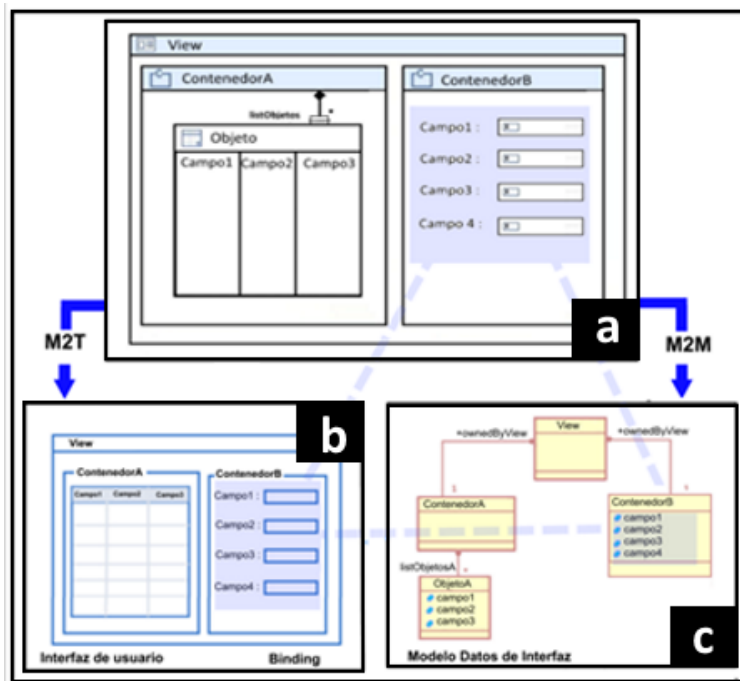 View
ContenedorA
ContenedorB
listObjetos
*
Objeto
Campo1 Campo2 Campo3
Campo1 :
Campo2 :
Campo3 :
Campo 4 :
a
M2T
M2M
b
View
ContenedorA
ContenedorB
Campo1 Campo2 Campo3
Campo1 :
Campo2 :
Campo3 :
Campo4 :
Interfaz de usuario
Binding
View
+ownedByView
+ownedByView
1
1
ContenedorA
ContenedorB
campo1
campo2
campo3
campo4
listObjetosA
*
ObjetoA
campo1
campo2
campo3
c
Modelo Datos de Interfaz